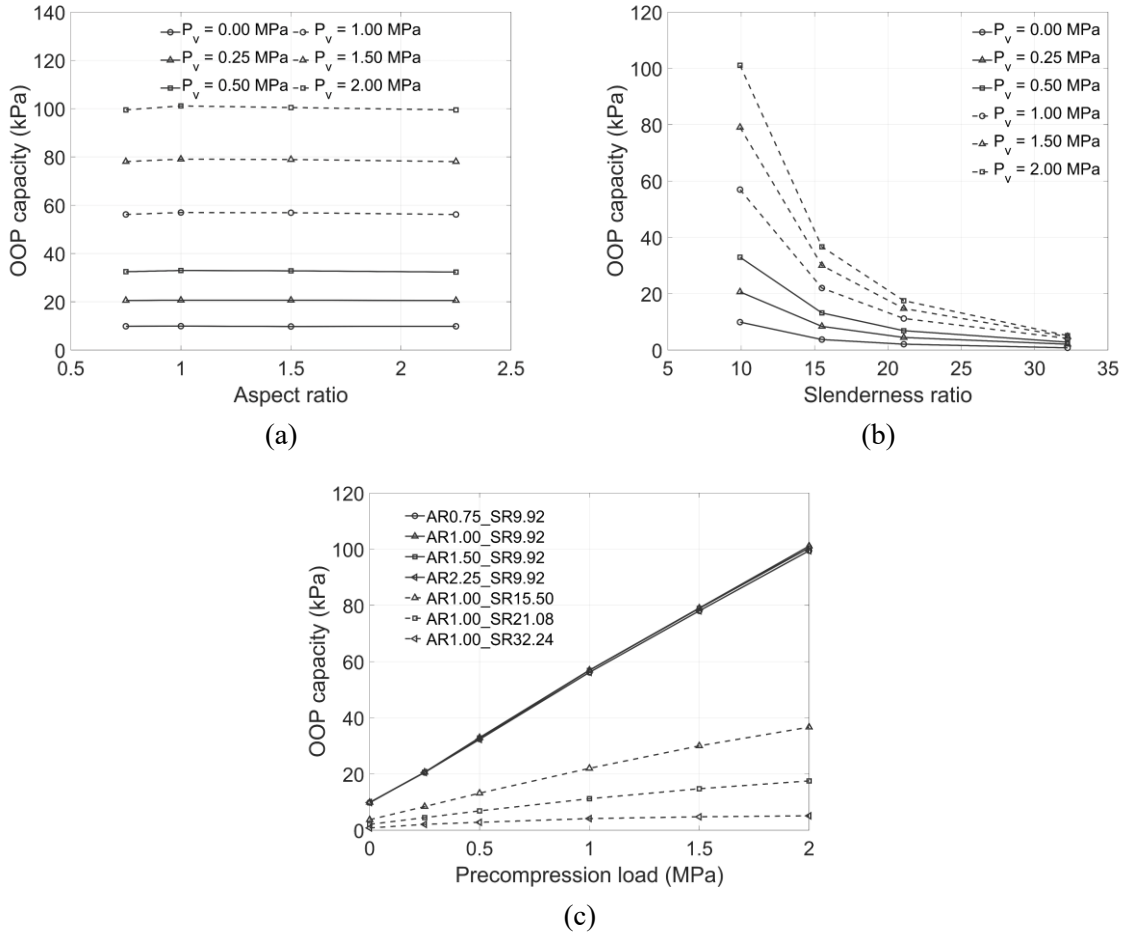 140
120
100
80
60
40
20
0
OOP capacity (kPa)
P_v = 0.00 MPa P_v = 1.00 MPa
P_v = 0.25 MPa P_v = 1.50 MPa
P_v = 0.50 MPa P_v = 2.00 MPa
0.5 1 1.5 2 2.5
Aspect ratio
(a)
120
100
80
60
40
20
0
OOP capacity (kPa)
P_v = 0.00 MPa
P_v = 0.25 MPa
P_v = 0.50 MPa
P_v = 1.00 MPa
P_v = 1.50 MPa
P_v = 2.00 MPa
5 10 15 20 25 30 35
Slenderness ratio
(b)
120
100
80
60
40
20
0
OOP capacity (kPa)
AR0.75_SR9.92
AR1.00_SR9.92
AR1.50_SR9.92
AR2.25_SR9.92
AR1.00_SR15.50
AR1.00_SR21.08
AR1.00_SR32.24
0 0.5 1 1.5 2
Precompression load (MPa)
(c)